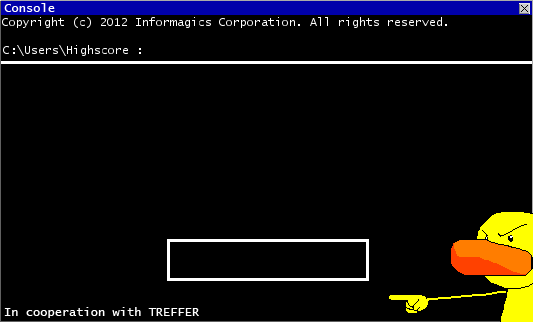 Console
Copyright (c) 2012 Informagics Corporation. All rights reserved.
C:\Users\Highscore :
In cooperation with TREFFER